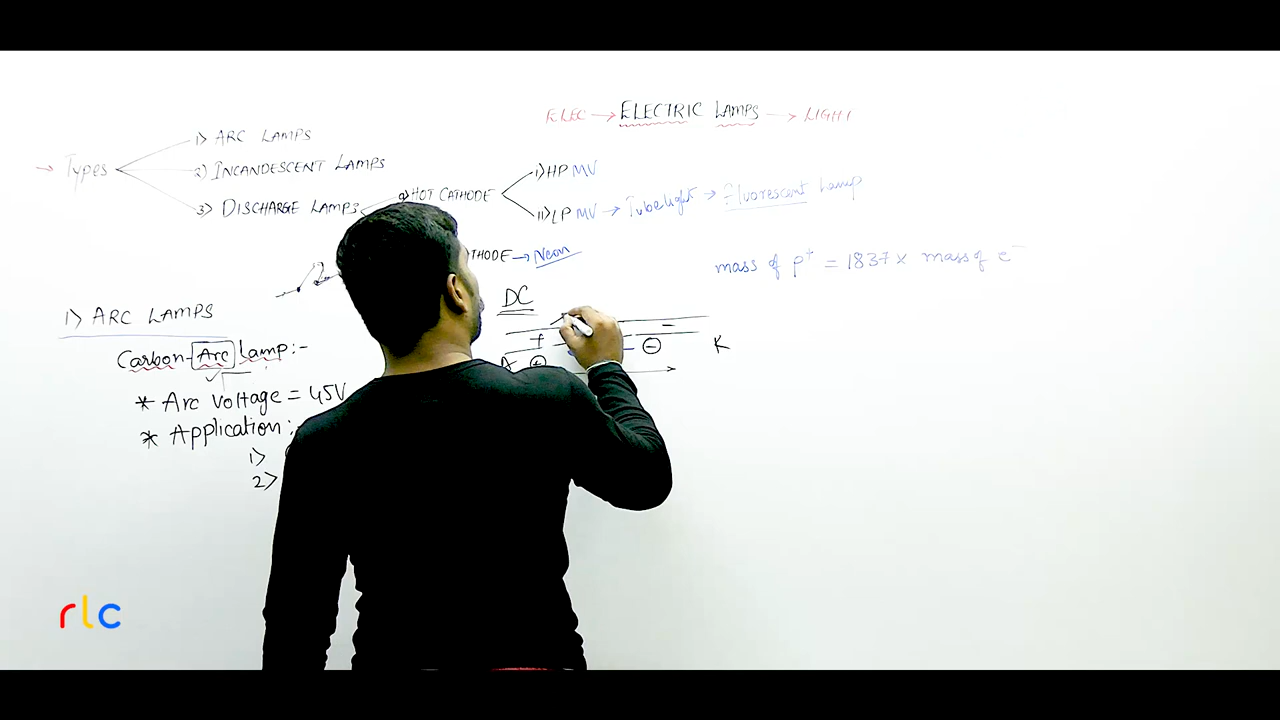 ELEC → ELECTRIC LAMPS → LIGHT
→ Types
1) ARC LAMPS
2) INCANDESCENT LAMPS
3) DISCHARGE LAMPS
a) HOT CATHODE
i) HP MV
ii) LP MV → Tubelight → Fluorescent Lamp
THODE → Neon
mass of p+ = 1837 × mass of e-
1) ARC LAMPS
Carbon-Arc Lamp:-
* Arc voltage = 45V
* Application:
1)
2)
DC
+ -
A + - K
rlc